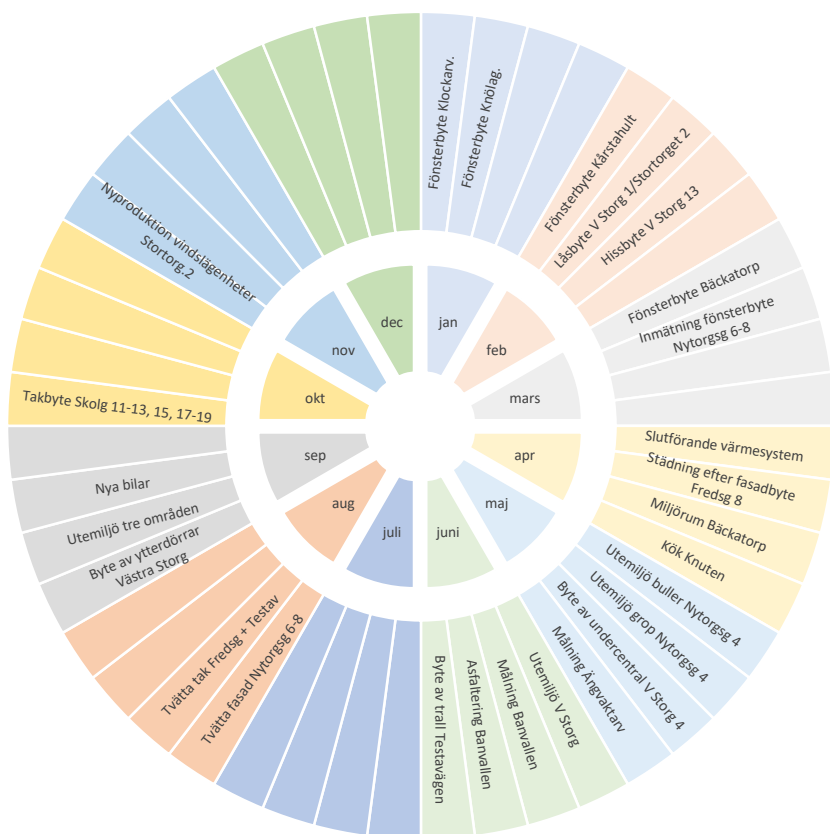 jan
Fönsterbyte Klockarv.
Fönsterbyte Knölag.
feb
Fönsterbyte Kårstahult
Låsbyte V Storg 1/Stortorget 2
Hissbyte V Storg 13
mars
Fönsterbyte Bäckatorp
Inmätning fönsterbyte
Nytorgsg 6-8
apr
Slutförande värmesystem
Städning efter fasadbyte
Fredsg 8
Miljörum Bäckatorp
Kök Knuten
maj
Utemiljö buller Nytorgsg 4
Utemiljö grop Nytorgsg 4
Byte av undercentral V Storg 4
Målning Ängvaktarv
juni
Utemiljö V Storg
Målning Banvallen
Asfaltering Banvallen
Byte av trall Testavägen
juli
aug
Tvätta fasad Nytorgsg 6-8
Tvätta tak Fredsg + Testav
sep
Byte av ytterdörrar
Västra Storg
Utemiljö tre områden
Nya bilar
okt
Takbyte Skolg 11-13, 15, 17-19
nov
Nyproduktion vindslägenheter
Stortorg.2
dec